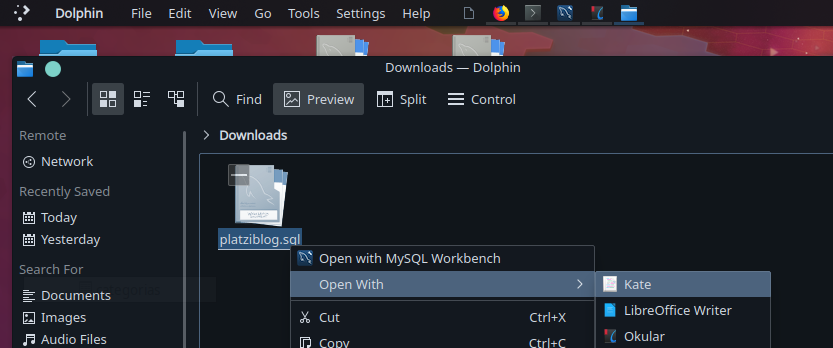 Dolphin File Edit View Go Tools Settings Help
Downloads — Dolphin
Find Preview Split Control
Remote
Network
Recently Saved
Today
Yesterday
Search For
Documents
Images
Audio Files
Downloads
platziblog.sql
Open with MySQL Workbench
Open With
Cut Ctrl+X
Copy Ctrl+C
Kate
LibreOffice Writer
Okular